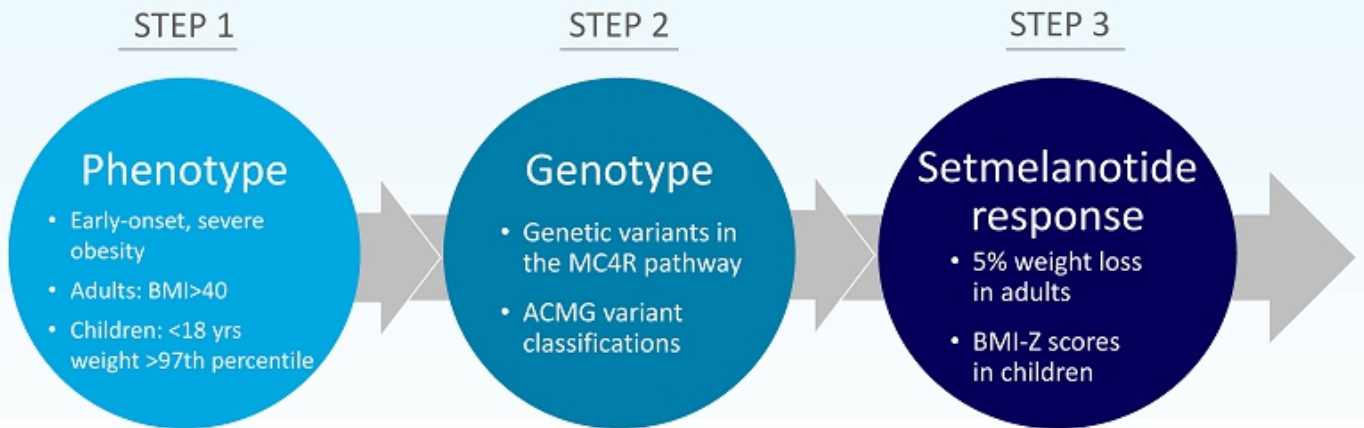 STEP 1
STEP 2
STEP 3
Phenotype
• Early-onset, severe
obesity
• Adults: BMI>40
• Children: <18 yrs
weight >97th percentile
Genotype
• Genetic variants in
the MC4R pathway
• ACMG variant
classifications
Setmelanotide
response
• 5% weight loss
in adults
• BMI-Z scores
in children